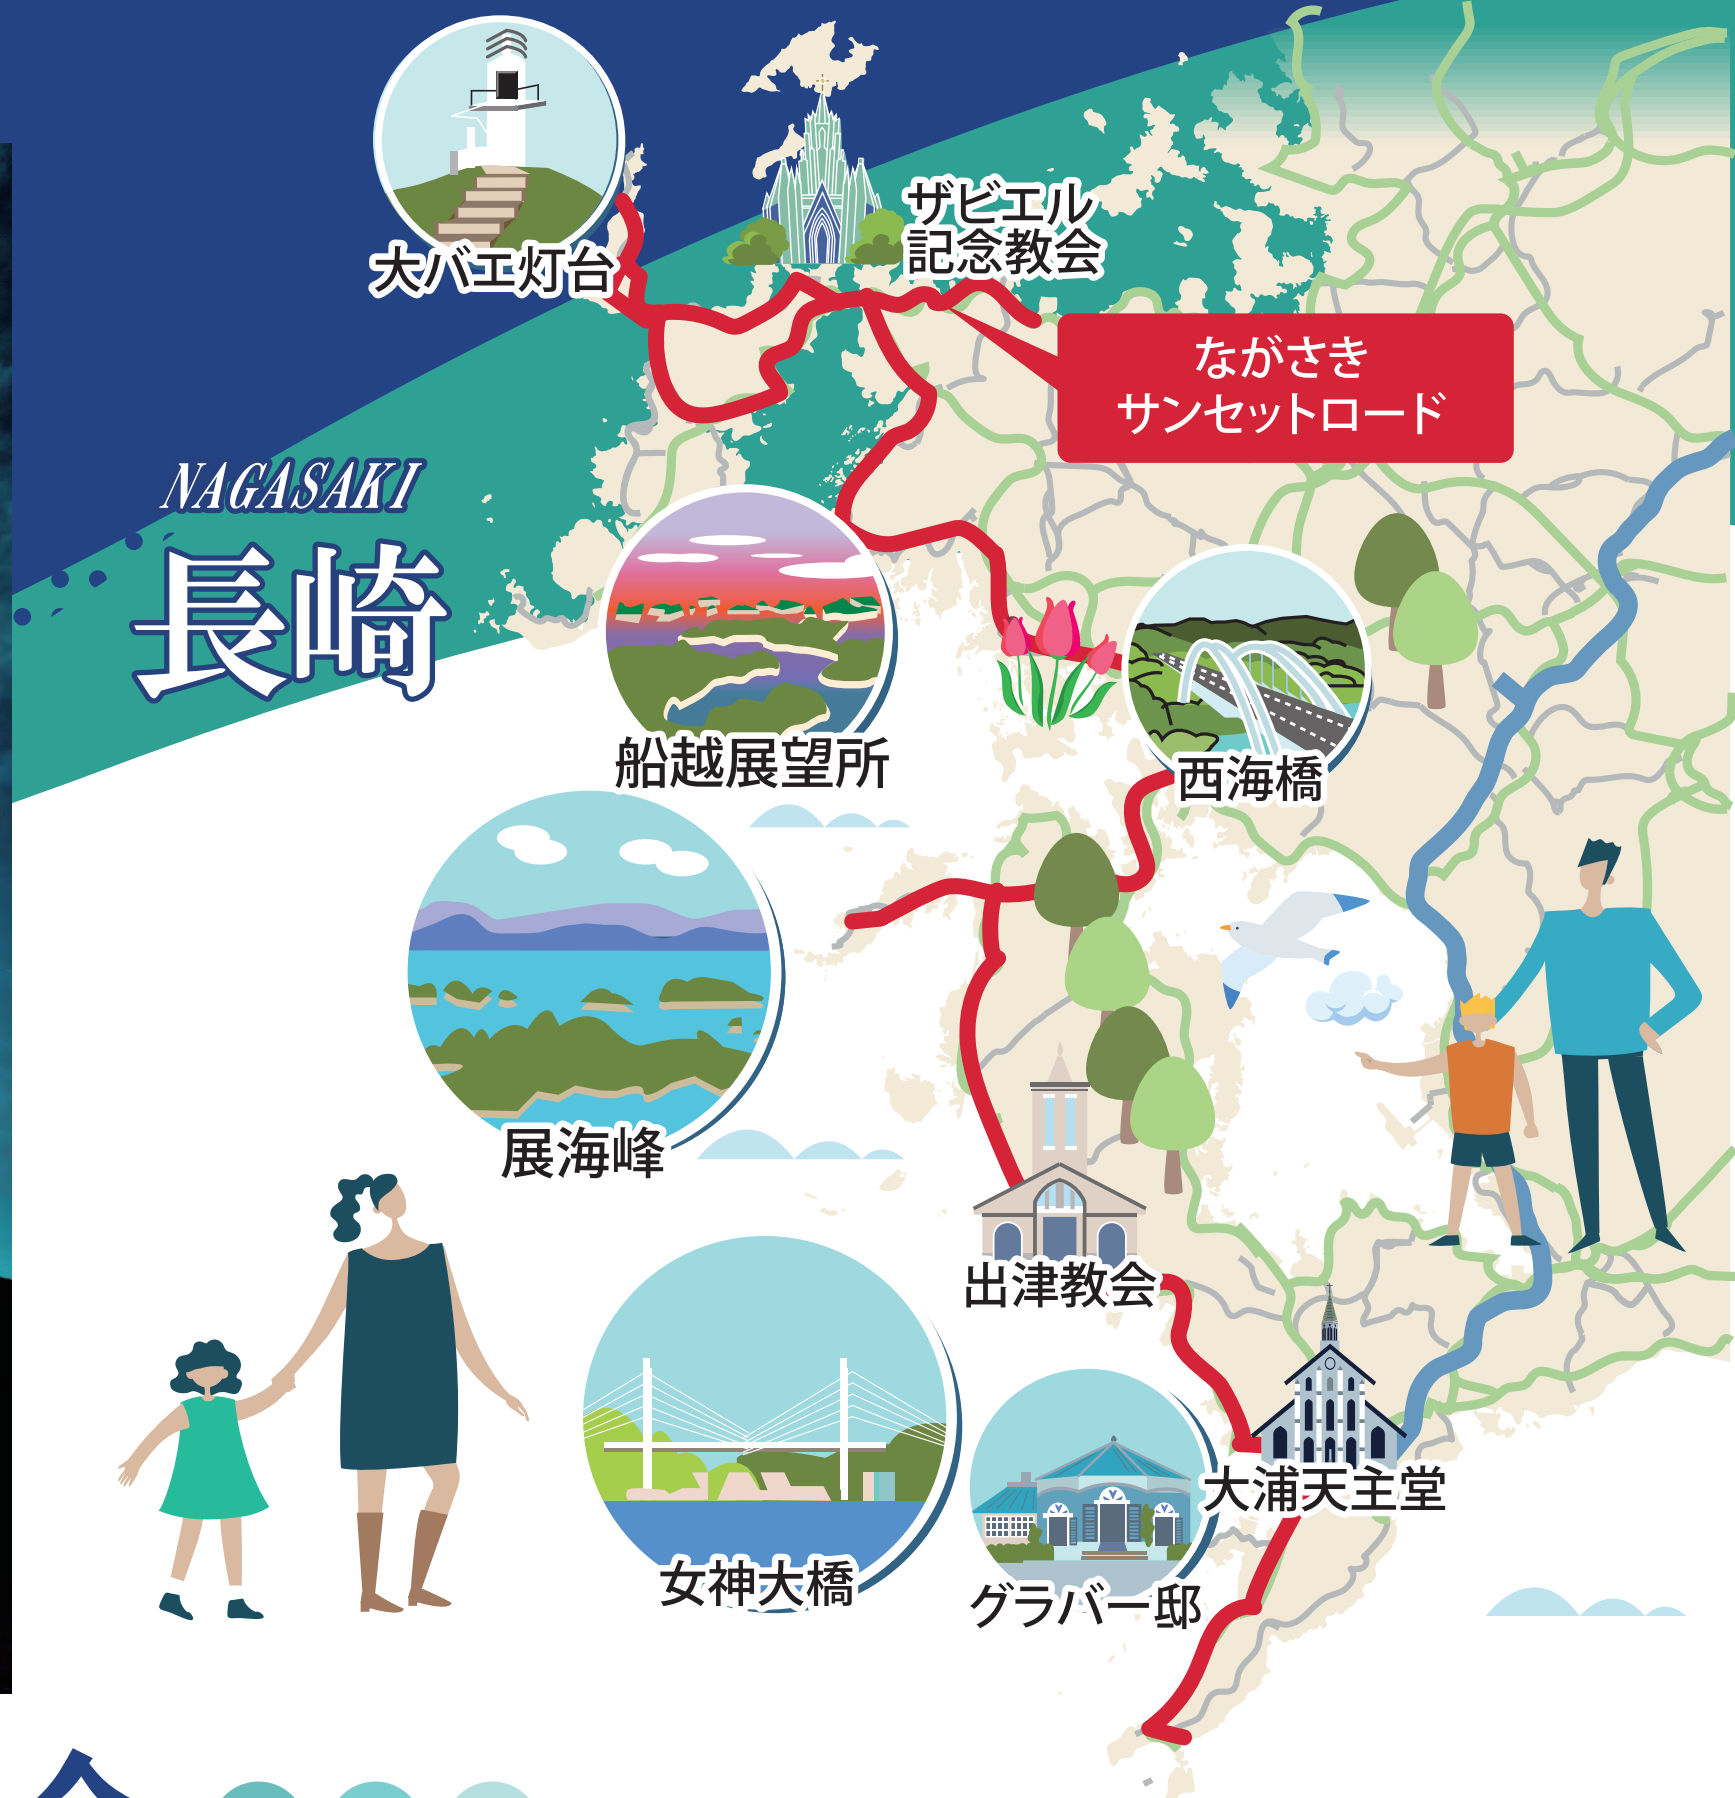 大バエ灯台
ザビエル
記念教会
ながさき
サンセットロード
NAGASAKI
長崎
船越展望所
西海橋
展海峰
出津教会
大浦天主堂
女神大橋
グラバー邸